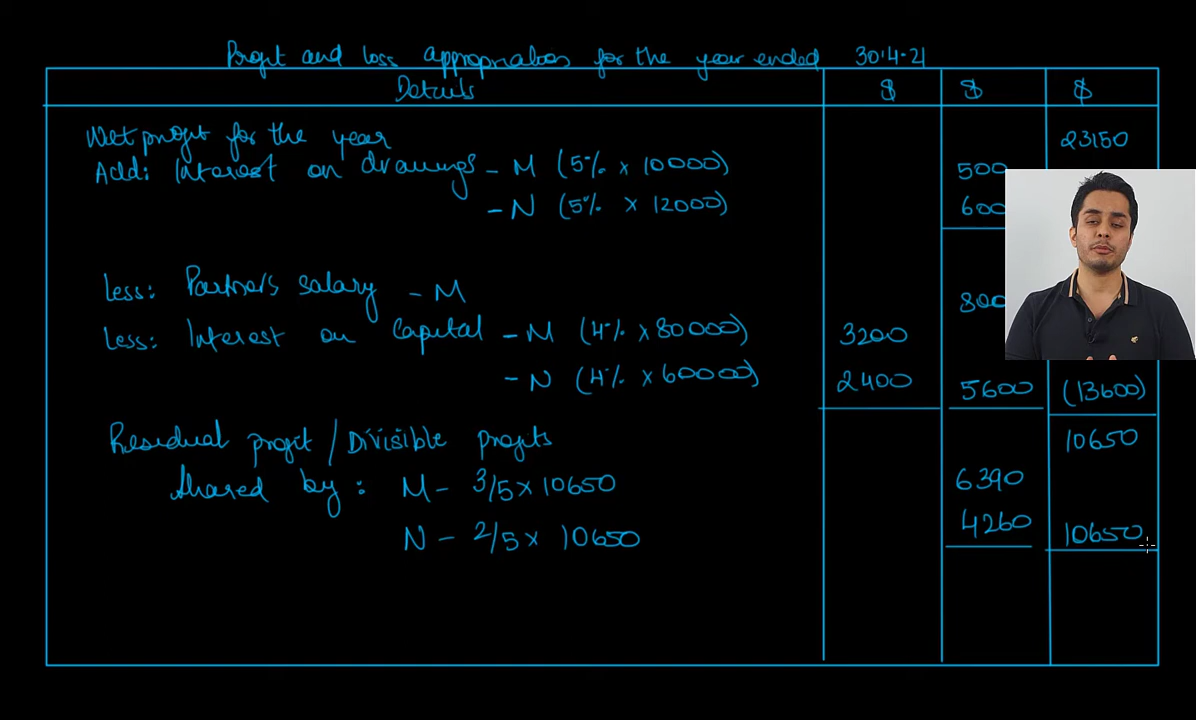 Profit and loss appropriation for the year ended 30.4.21
Details $ $ $
Net profit for the year 23150
Add: Interest on drawings - M (5% x 10000) 500
- N (5% x 12000) 600
Less: Partners salary - M 800
Less: Interest on Capital - M (4% x 80000) 3200
- N (4% x 60000) 2400 5600 (13600)
Residual profit / Divisible profits 10650
Shared by: M - 3/5 x 10650 6390
N - 2/5 x 10650 4260 10650